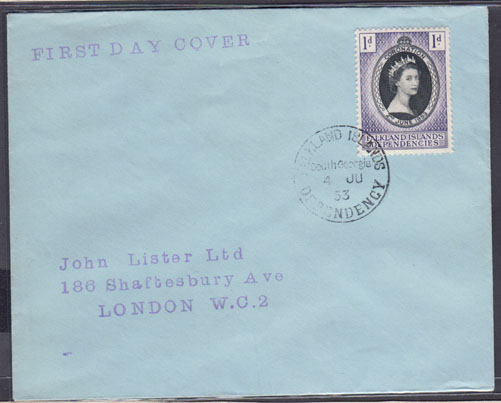 FIRST DAY COVER
1d 1d
CORONATION
2ND JUNE 1953
FALKLAND ISLANDS
DEPENDENCIES
FALKLAND ISLANDS
South Georgia
4 JU
53
DEPENDENCY
John Lister Ltd
186 Shaftesbury Ave
LONDON W.C.2